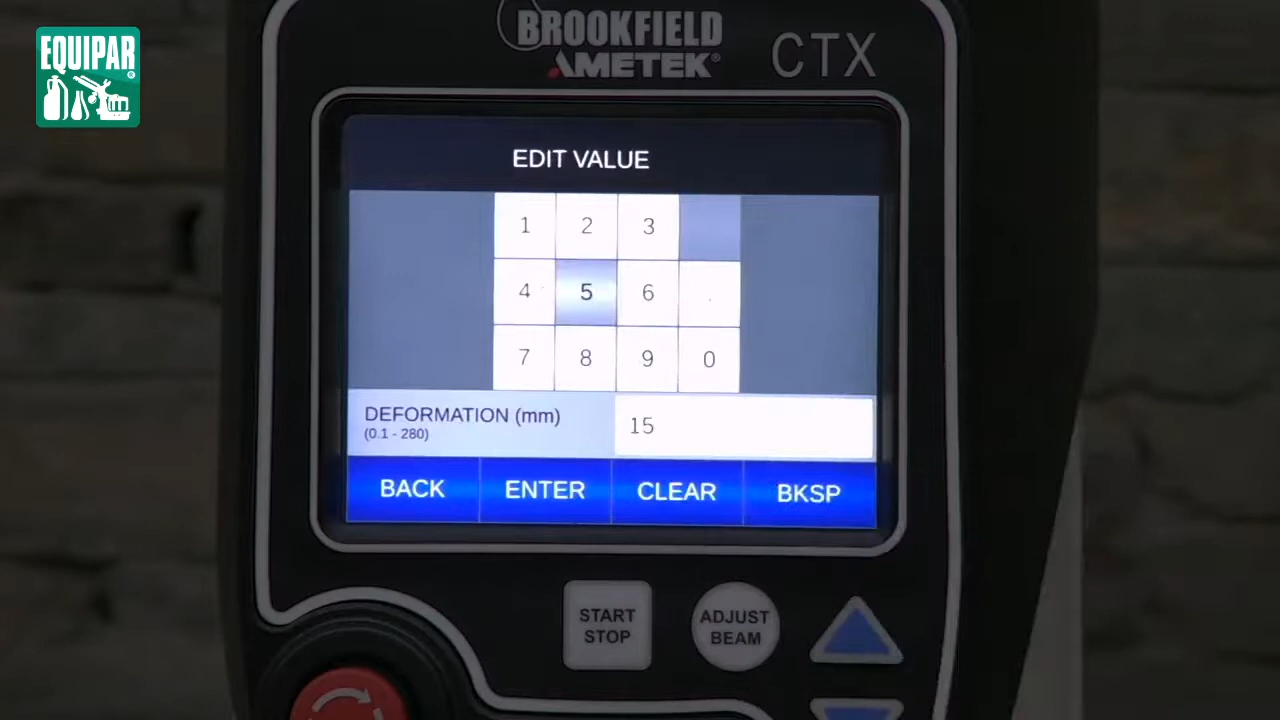 EQUIPAR®
BROOKFIELD
AMETEK®
CTX
EDIT VALUE
1 2 3
4 5 6 .
7 8 9 0
DEFORMATION (mm)
(0.1 - 280)
15
BACK ENTER CLEAR BKSP
START
STOP
ADJUST
BEAM